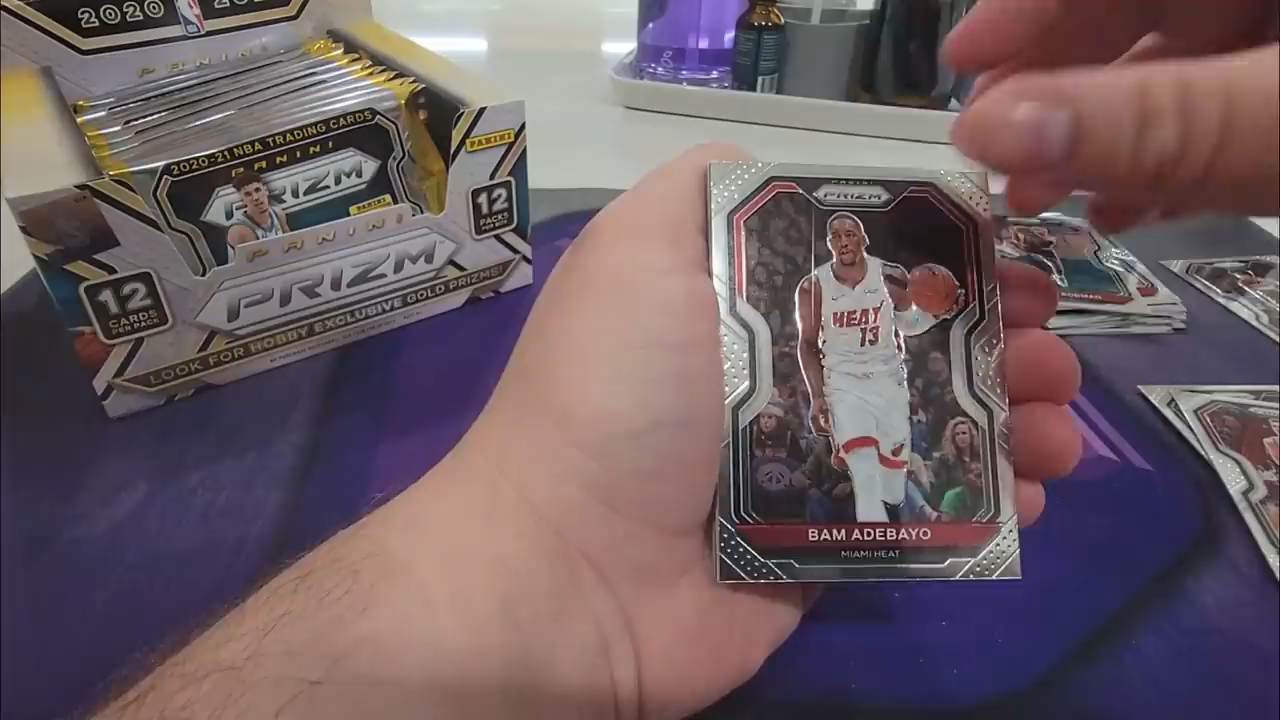 2020
PANINI
2020-21 NBA TRADING CARDS
PANINI
PRIZM
PANINI
PANINI
12
PACKS
PER BOX
PANINI
PRIZM
12
CARDS
PER PACK
LOOK FOR HOBBY EXCLUSIVE GOLD PRIZMS!
PANINI
PRIZM
HEAT
13
BAM ADEBAYO
MIAMI HEAT